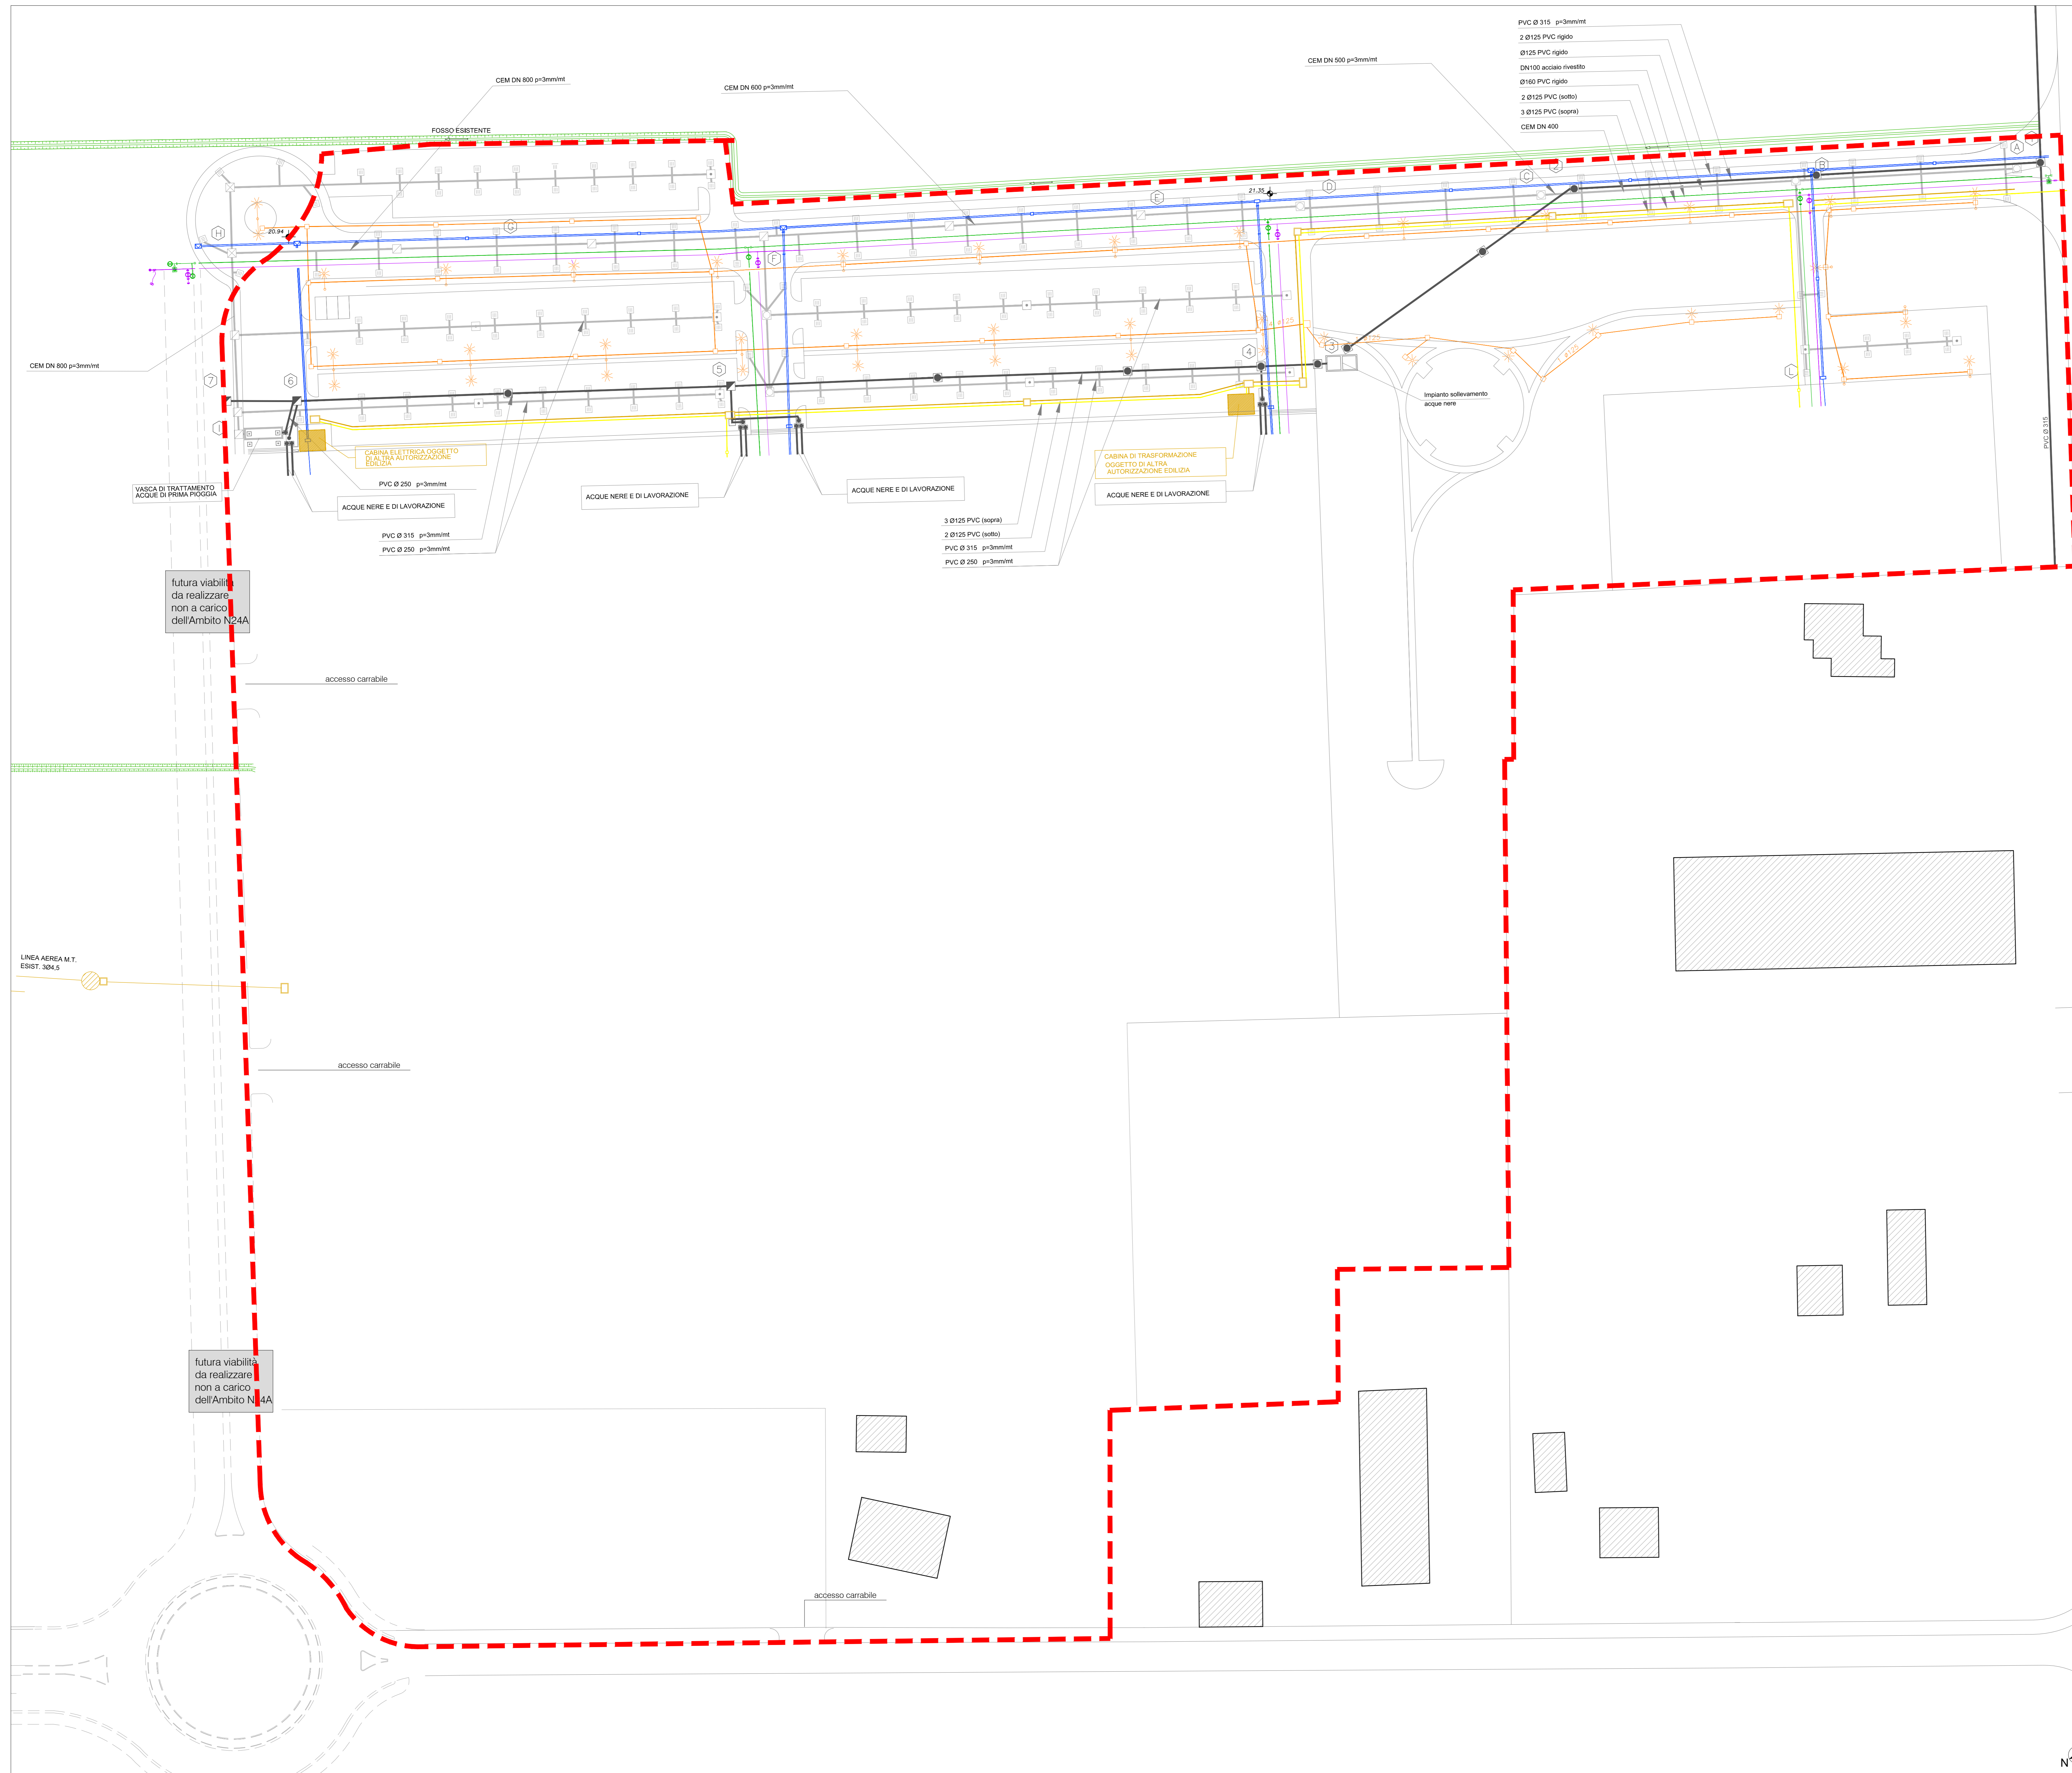 PVC Ø 315   p=3mm/mt
2 Ø125 PVC rigido
Ø125 PVC rigido
DN100 acciaio rivestito
Ø160 PVC rigido
2 Ø125 PVC (sotto)
3 Ø125 PVC (sopra)
CEM DN 400
CEM DN 500 p=3mm/mt
CEM DN 800 p=3mm/mt
CEM DN 600 p=3mm/mt
FOSSO ESISTENTE
A
B
2
C
D
E
21.35
F
G
H
20.94
CEM DN 800 p=3mm/mt
7
6
5
4
3
L
I
PVC Ø 315
Impianto sollevamento
acque nere
CABINA ELETTRICA OGGETTO
DI ALTRA AUTORIZZAZIONE
EDILIZIA
CABINA DI TRASFORMAZIONE
OGGETTO DI ALTRA
AUTORIZZAZIONE EDILIZIA
VASCA DI TRATTAMENTO
ACQUE DI PRIMA PIOGGIA
PVC Ø 250   p=3mm/mt
ACQUE NERE E DI LAVORAZIONE
ACQUE NERE E DI LAVORAZIONE
ACQUE NERE E DI LAVORAZIONE
ACQUE NERE E DI LAVORAZIONE
PVC Ø 315   p=3mm/mt
PVC Ø 250   p=3mm/mt
3 Ø125 PVC (sopra)
2 Ø125 PVC (sotto)
PVC Ø 315   p=3mm/mt
PVC Ø 250   p=3mm/mt
futura viabilità
da realizzare
non a carico
dell'Ambito N24A
accesso carrabile
LINEA AEREA M.T.
ESIST. 3Ø4,5
accesso carrabile
futura viabilità
da realizzare
non a carico
dell'Ambito N24A
accesso carrabile